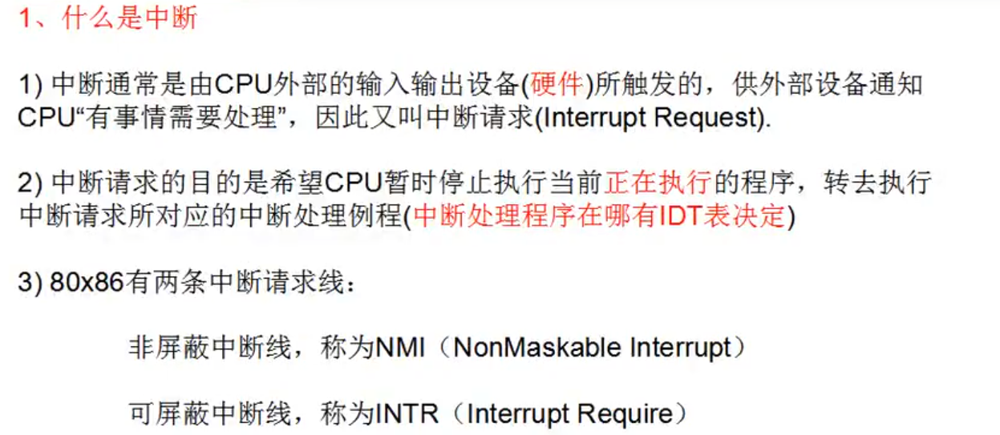 1、什么是中断
1) 中断通常是由CPU外部的输入输出设备(硬件)所触发的，供外部设备通知
CPU“有事情需要处理”，因此又叫中断请求(Interrupt Request).
2) 中断请求的目的是希望CPU暂时停止执行当前正在执行的程序，转去执行
中断请求所对应的中断处理例程(中断处理程序在哪有IDT表决定)
3) 80x86有两条中断请求线：
非屏蔽中断线，称为NMI（NonMaskable Interrupt）
可屏蔽中断线，称为INTR（Interrupt Require）